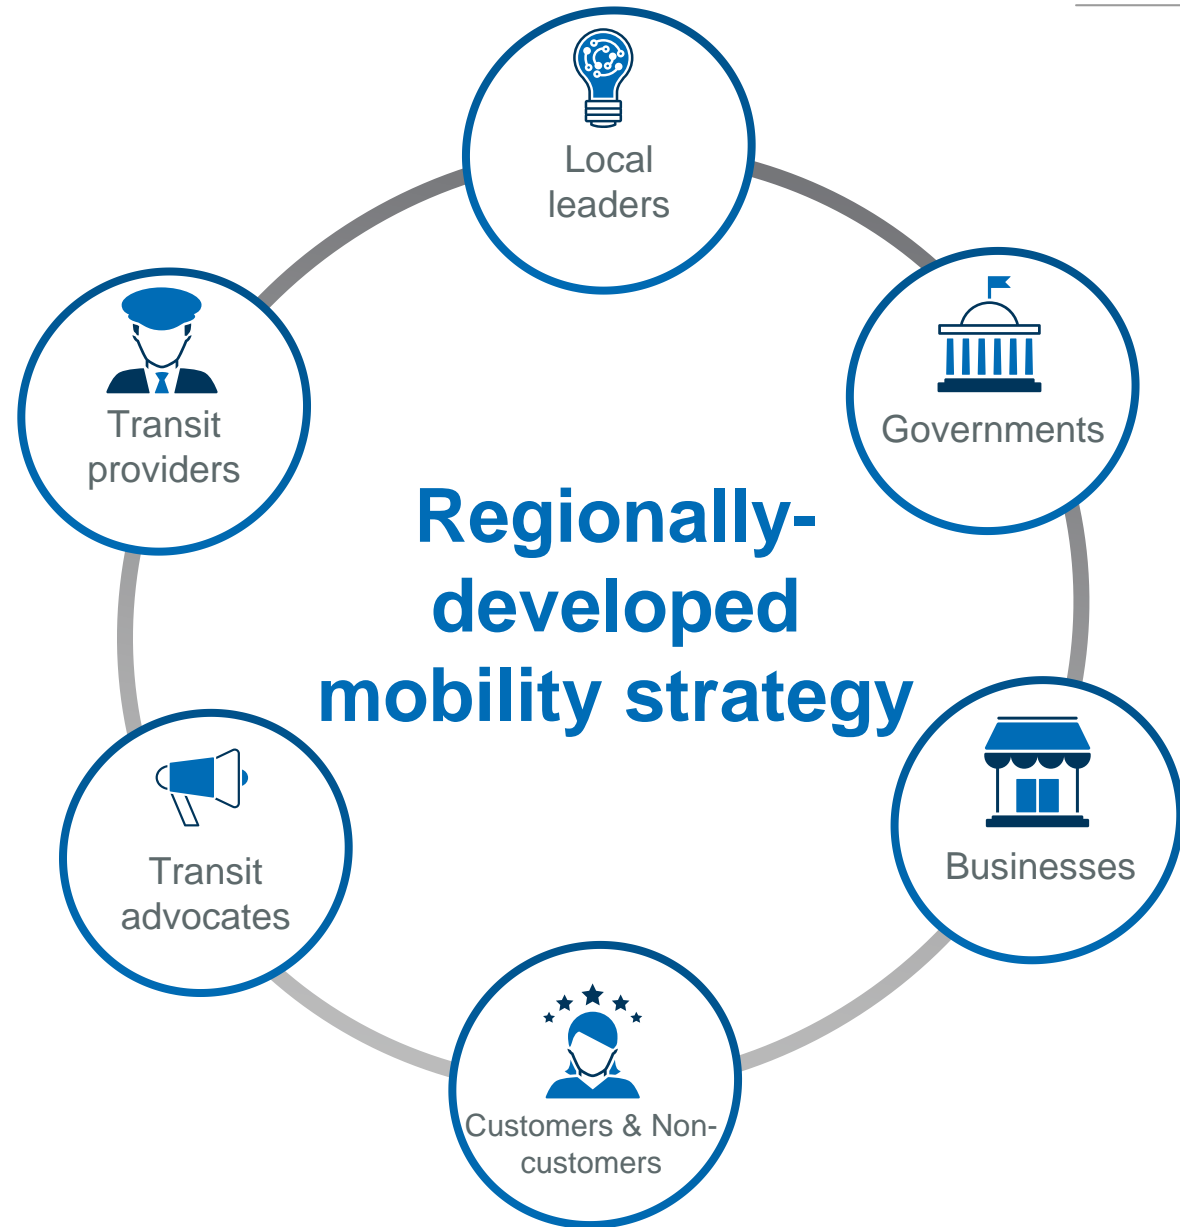 Local
leaders
Governments
Businesses
Customers & Non-
customers
Transit
advocates
Transit
providers
Regionally-
developed
mobility strategy